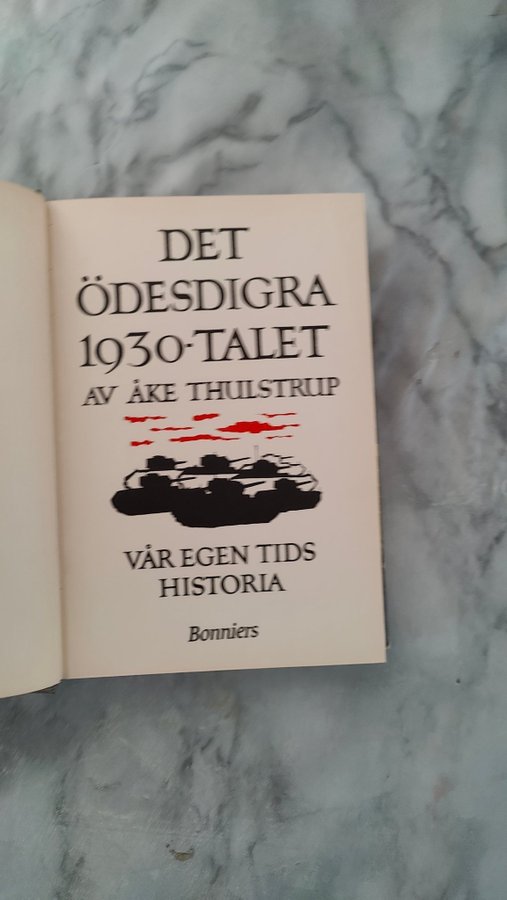 DET
ÖDESDIGRA
1930-TALET
AV ÅKE THULSTRUP
VÅR EGEN TIDS
HISTORIA
Bonniers